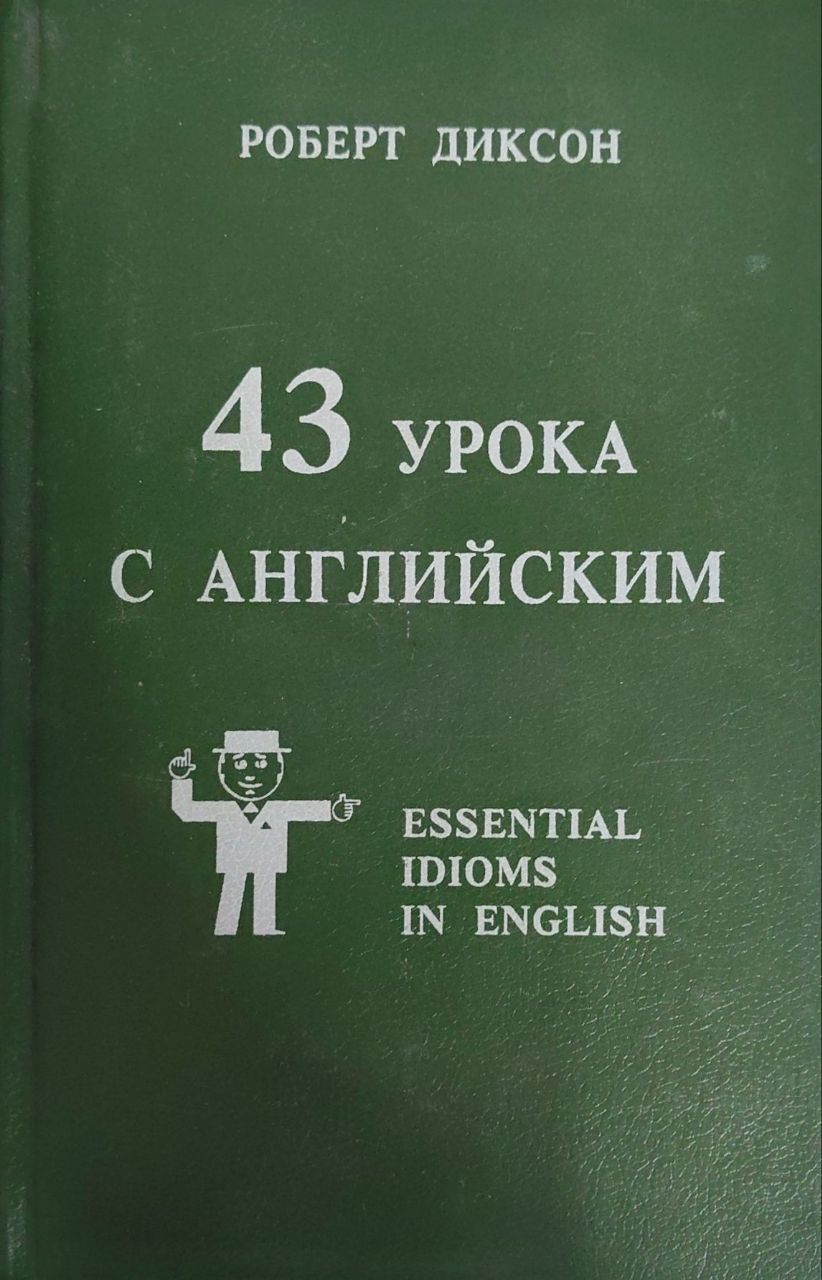 РОБЕРТ ДИКСОН
43 УРОКА
С АНГЛИЙСКИМ
ESSENTIAL
IDIOMS
IN ENGLISH